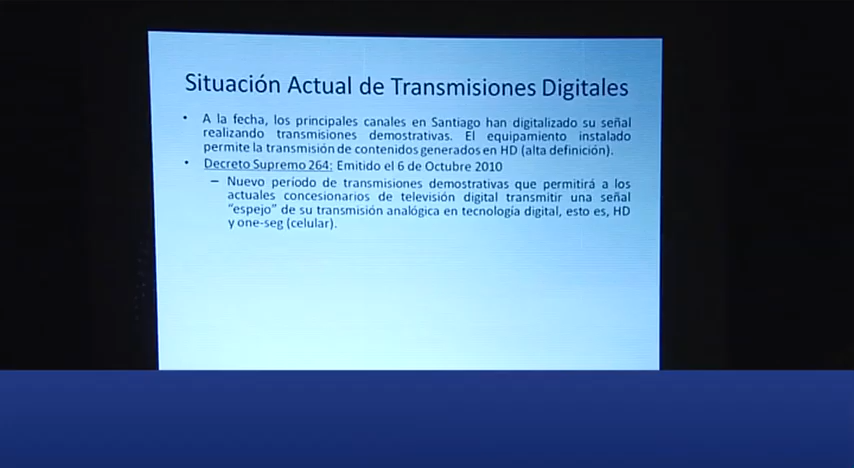 Situación Actual de Transmisiones Digitales
• A la fecha, los principales canales en Santiago han digitalizado su señal
realizando transmisiones demostrativas. El equipamiento instalado
permite la transmisión de contenidos generados en HD (alta definición).
• Decreto Supremo 264: Emitido el 6 de Octubre 2010
– Nuevo período de transmisiones demostrativas que permitirá a los
actuales concesionarios de televisión digital transmitir una señal
“espejo” de su transmisión analógica en tecnología digital, esto es, HD
y one-seg (celular).